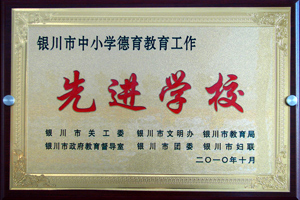 银川市中小学德育教育工作
先进学校
银川市关工委 银川市文明办 银川市教育局
银川市政府教育督导室 银川市团委 银川市妇联
二〇一〇年十月